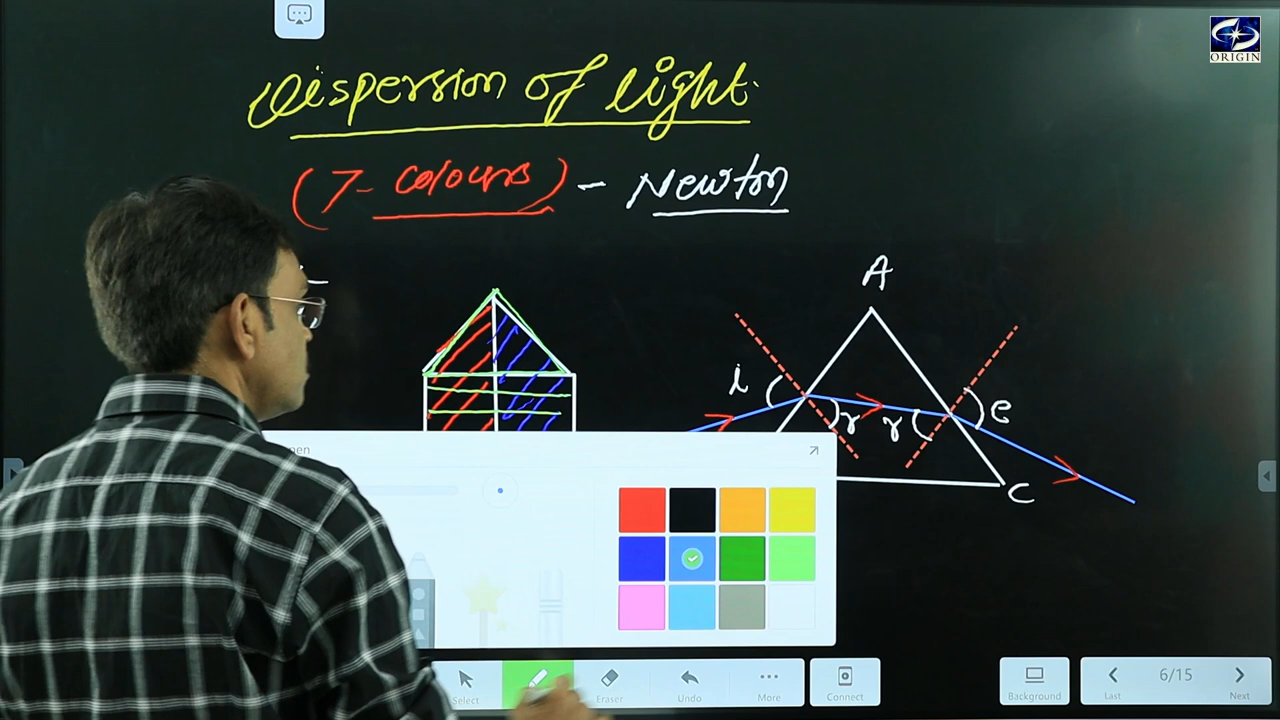 ORIGIN
Dispersion of light.
(7- Colours) - Newton
A
i
r
r
e
C
Select
Eraser
Undo
More
Connect
Background
Last
6/15
Next